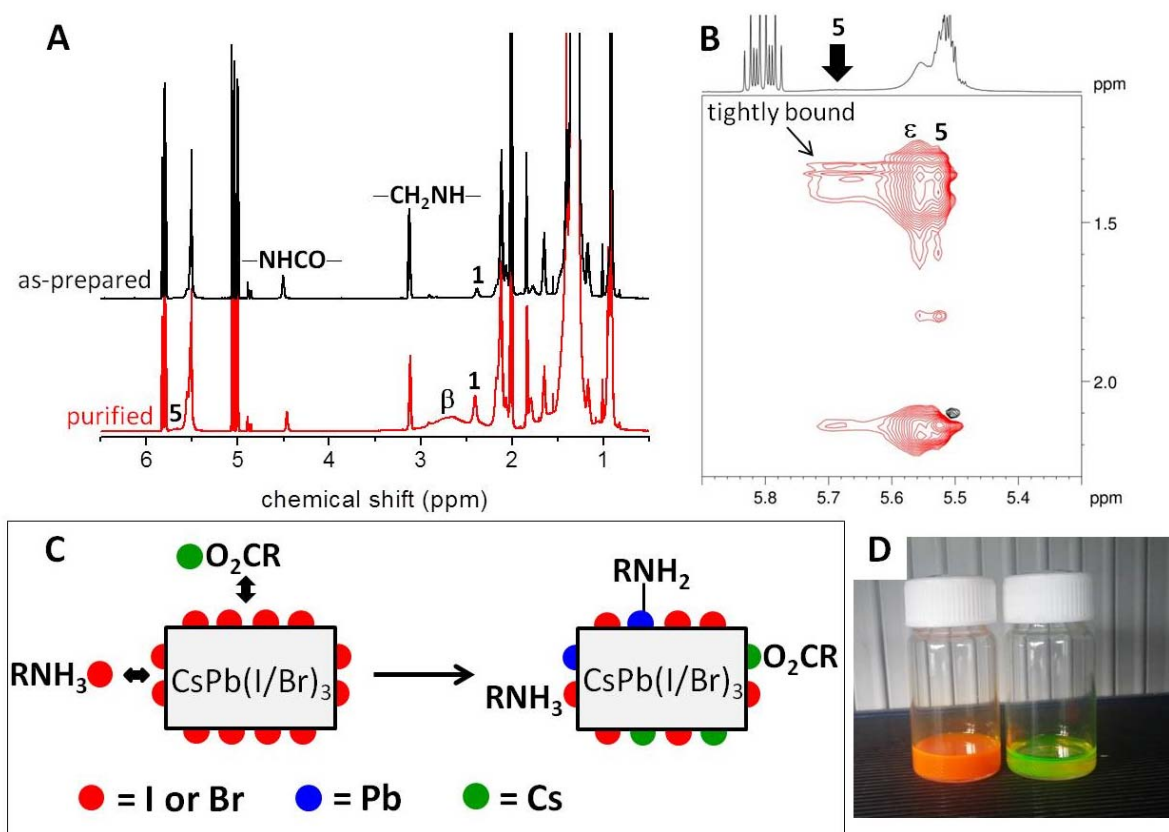 A
—CH₂NH—
—NHCO—
as-prepared
1
purified
5
β
1
6 5 4 3 2 1
chemical shift (ppm)
B
5
ppm
tightly bound
ε 5
1.5
2.0
5.8 5.7 5.6 5.5 5.4 ppm
C
O₂CR
RNH₃
CsPb(I/Br)₃
RNH₂
O₂CR
RNH₃
CsPb(I/Br)₃
= I or Br = Pb = Cs
D